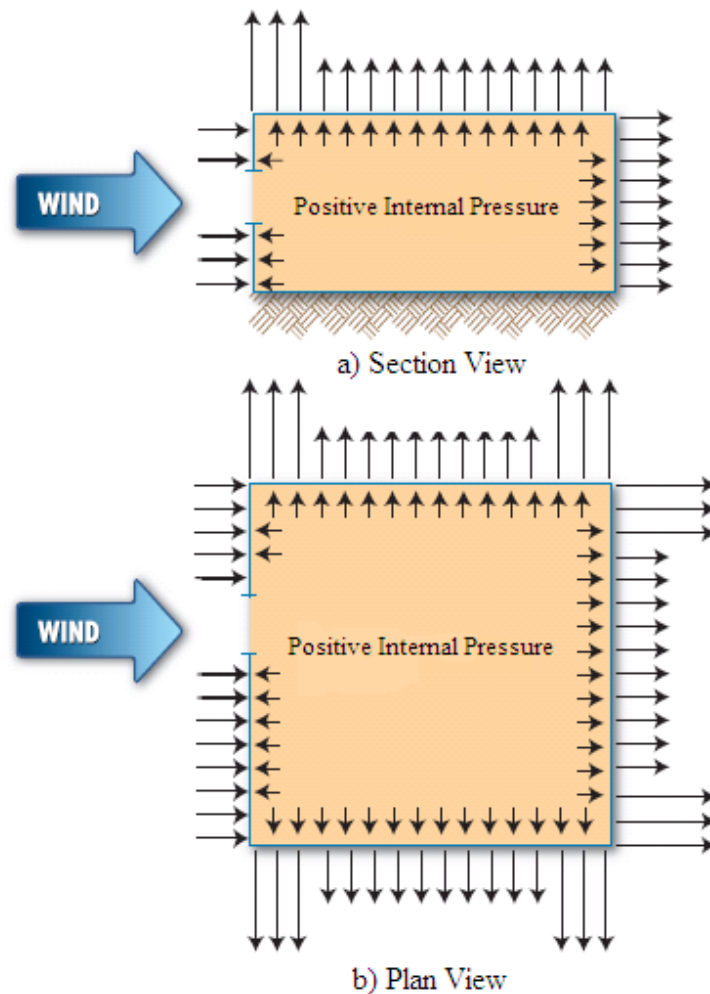 WIND
Positive Internal Pressure
a) Section View
WIND
Positive Internal Pressure
b) Plan View